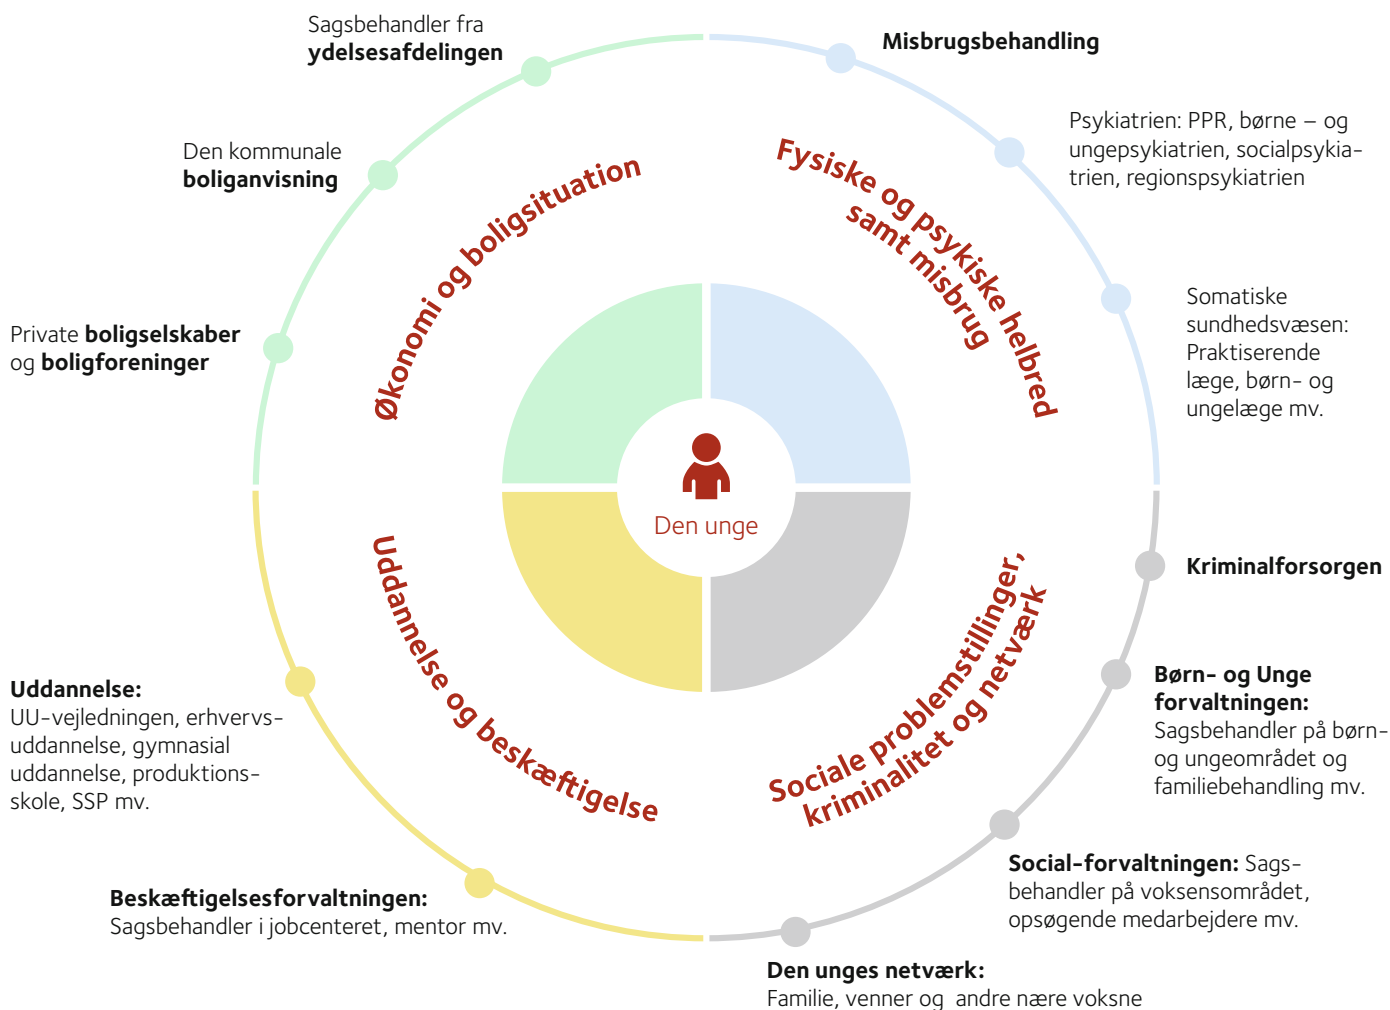 Sagsbehandler fra
ydelsesafdelingen
Misbrugsbehandling
Den kommunale
boliganvisning
Psykiatrien: PPR, børne – og
ungepsykiatrien, socialpsykia-
trien, regionspsykiatrien
Private boligselskaber
og boligforeninger
Somatiske
sundhedsvæsen:
Praktiserende
læge, børn- og
ungelæge mv.
Økonomi og boligsituation
Fysiske og psykiske helbred
samt misbrug
Den unge
Uddannelse og beskæftigelse
Sociale problemstillinger,
kriminalitet og netværk
Kriminalforsorgen
Uddannelse:
UU-vejledningen, erhvervs-
uddannelse, gymnasial
uddannelse, produktions-
skole, SSP mv.
Børn- og Unge
forvaltningen:
Sagsbehandler på børn-
og ungeområdet og
familiebehandling mv.
Beskæftigelsesforvaltningen:
Sagsbehandler i jobcenteret, mentor mv.
Social-forvaltningen: Sags-
behandler på voksensområdet,
opsøgende medarbejdere mv.
Den unges netværk:
Familie, venner og andre nære voksne